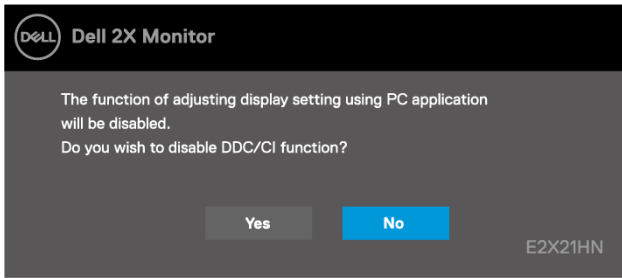 DELL Dell 2X Monitor
The function of adjusting display setting using PC application
will be disabled.
Do you wish to disable DDC/CI function?
Yes No
E2X21HN